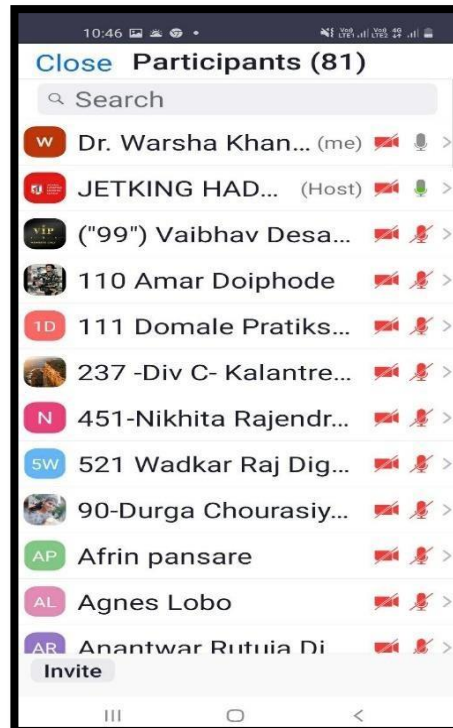 10:46
Close Participants (81)
Search
W Dr. Warsha Khan... (me)
JETKING HAD... (Host)
VIP ("99") Vaibhav Desa...
110 Amar Doiphode
1D 111 Domale Pratiks...
237 -Div C- Kalantre...
N 451-Nikhita Rajendr...
5W 521 Wadkar Raj Dig...
90-Durga Chourasiy...
AP Afrin pansare
AL Agnes Lobo
AR Anantwar Rutuja Di
Invite